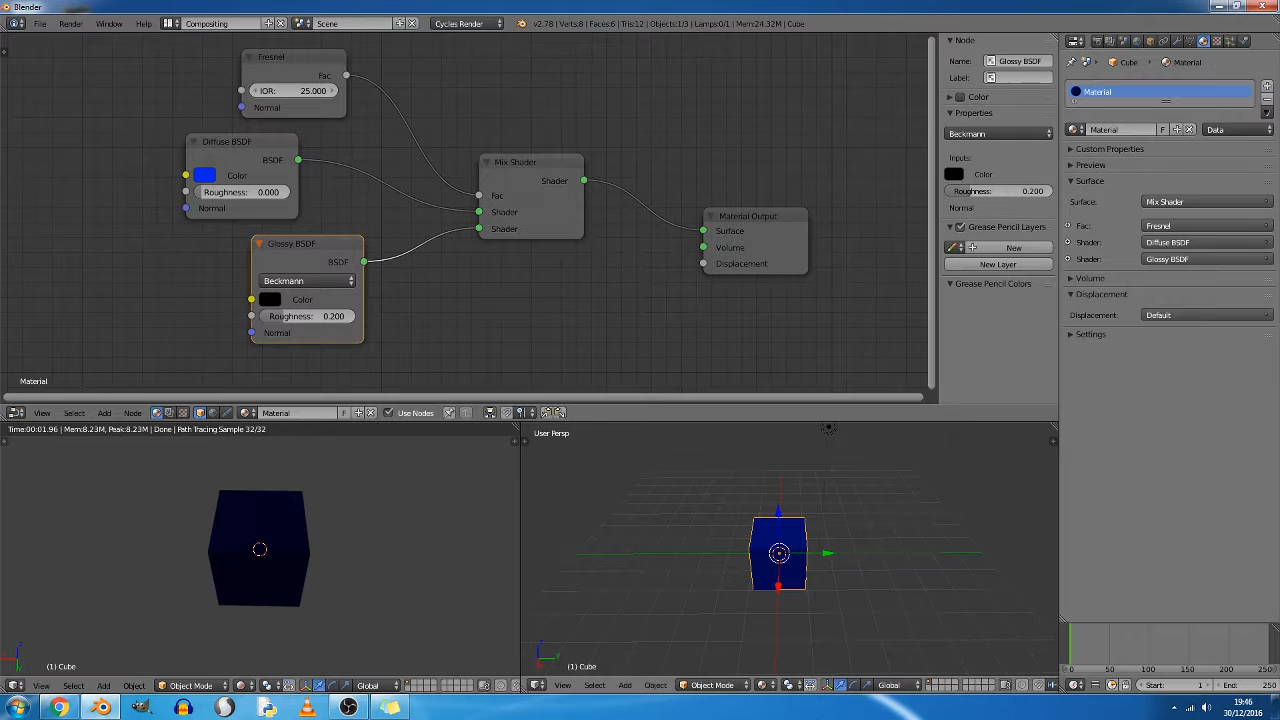 Blender
File Render Window Help Compositing Scene Cycles Render v2.78 | Verts:8 | Faces:6 | Tris:12 | Objects:1/3 | Lamps:0/1 | Mem:24.32M | Cube
Fresnel
Fac
IOR: 25.000
Normal
Diffuse BSDF
BSDF
Color
Roughness: 0.000
Normal
Glossy BSDF
BSDF
Beckmann
Color
Roughness: 0.200
Normal
Mix Shader
Shader
Fac
Shader
Shader
Material Output
Surface
Volume
Displacement
Material
Node
Name: Glossy BSDF
Label:
Color
Properties
Beckmann
Inputs:
Color
Roughness: 0.200
Normal
Grease Pencil Layers
New
New Layer
Grease Pencil Colors
Cube Material
Material
Material F Data
Custom Properties
Preview
Surface
Surface: Mix Shader
Fac: Fresnel
Shader: Diffuse BSDF
Shader: Glossy BSDF
Volume
Displacement
Displacement: Default
Settings
View Select Add Node Material F Use Nodes
Time:00:01.96 | Mem:8.23M, Peak:8.23M | Done | Path Tracing Sample 32/32
(1) Cube
View Select Add Object Object Mode Global
User Persp
(1) Cube
View Select Add Object Object Mode Global
0 50 100 150 200 250
Start: 1 End: 250
19:46
30/12/2016